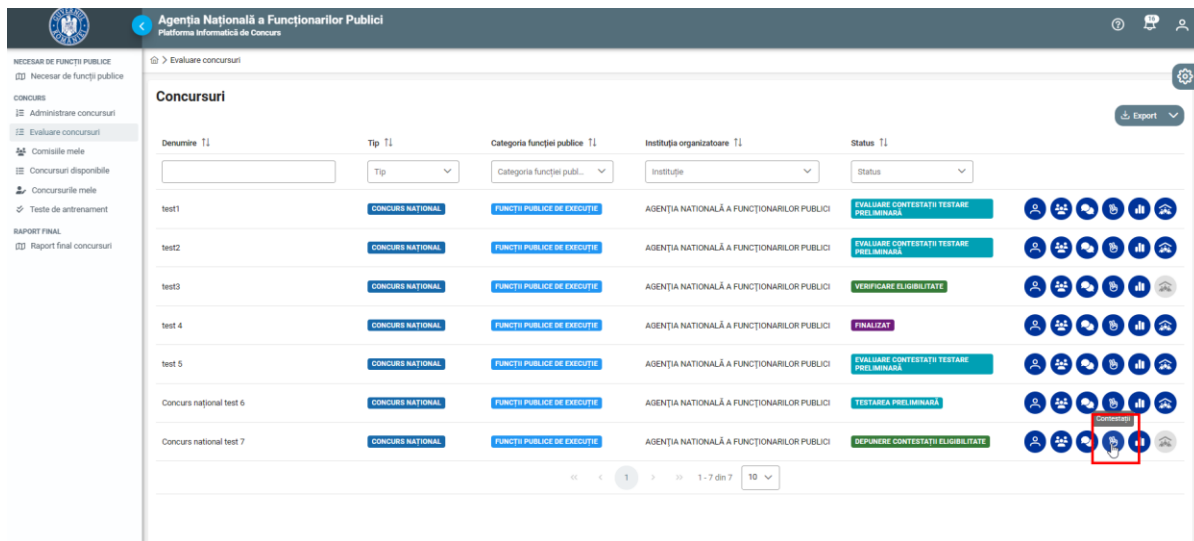 Agenția Națională a Funcționarilor Publici
Platforma Informatică de Concurs
NECESAR DE FUNCȚII PUBLICE
Necesar de funcții publice
CONCURS
Administrare concursuri
Evaluare concursuri
Comisiile mele
Concursuri disponibile
Concursurile mele
Teste de antrenament
RAPORT FINAL
Raport final concursuri
> Evaluare concursuri
Concursuri
Export
Denumire Tip Categoria funcției publice Instituția organizatoare Status
Tip Categoria funcției publ... Instituție Status
test1 CONCURS NAȚIONAL FUNCȚII PUBLICE DE EXECUȚIE AGENȚIA NATIONALĂ A FUNCȚIONARILOR PUBLICI EVALUARE CONTESTAȚII TESTARE PRELIMINARĂ
test2 CONCURS NAȚIONAL FUNCȚII PUBLICE DE EXECUȚIE AGENȚIA NATIONALĂ A FUNCȚIONARILOR PUBLICI EVALUARE CONTESTAȚII TESTARE PRELIMINARĂ
test3 CONCURS NAȚIONAL FUNCȚII PUBLICE DE EXECUȚIE AGENȚIA NATIONALĂ A FUNCȚIONARILOR PUBLICI VERIFICARE ELIGIBILITATE
test 4 CONCURS NAȚIONAL FUNCȚII PUBLICE DE EXECUȚIE AGENȚIA NATIONALĂ A FUNCȚIONARILOR PUBLICI FINALIZAT
test 5 CONCURS NAȚIONAL FUNCȚII PUBLICE DE EXECUȚIE AGENȚIA NATIONALĂ A FUNCȚIONARILOR PUBLICI EVALUARE CONTESTAȚII TESTARE PRELIMINARĂ
Concurs național test 6 CONCURS NAȚIONAL FUNCȚII PUBLICE DE EXECUȚIE AGENȚIA NATIONALĂ A FUNCȚIONARILOR PUBLICI TESTAREA PRELIMINARĂ
Contestații
Concurs national test 7 CONCURS NAȚIONAL FUNCȚII PUBLICE DE EXECUȚIE AGENȚIA NATIONALĂ A FUNCȚIONARILOR PUBLICI DEPUNERE CONTESTAȚII ELIGIBILITATE
1 1 - 7 din 7 10